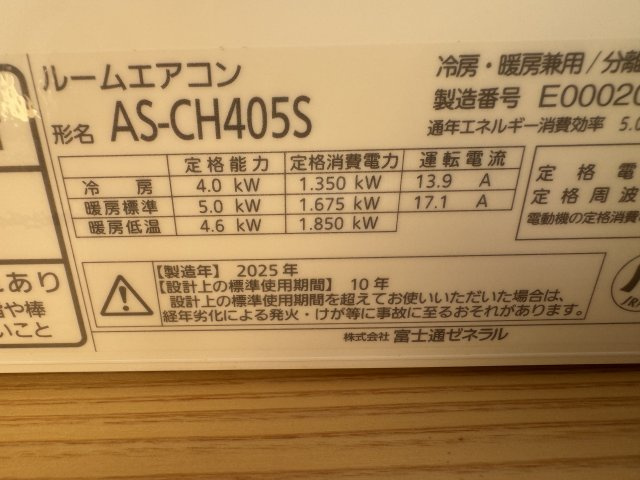 ルームエアコン
形名 AS-CH405S
冷房・暖房兼用/分離
製造番号 E00020
通年エネルギー消費効率 5.0
定格能力 定格消費電力 運転電流
冷房 4.0 kW 1.350 kW 13.9 A
暖房標準 5.0 kW 1.675 kW 17.1 A
暖房低温 4.6 kW 1.850 kW
定格電
定格周波
電動機の定格消費
【製造年】 2025年
【設計上の標準使用期間】 10年
設計上の標準使用期間を超えてお使いいただいた場合は、
経年劣化による発火・けが等に事故に至るおそれがあります。
株式会社 富士通ゼネラル
こあり
や棒
いこと